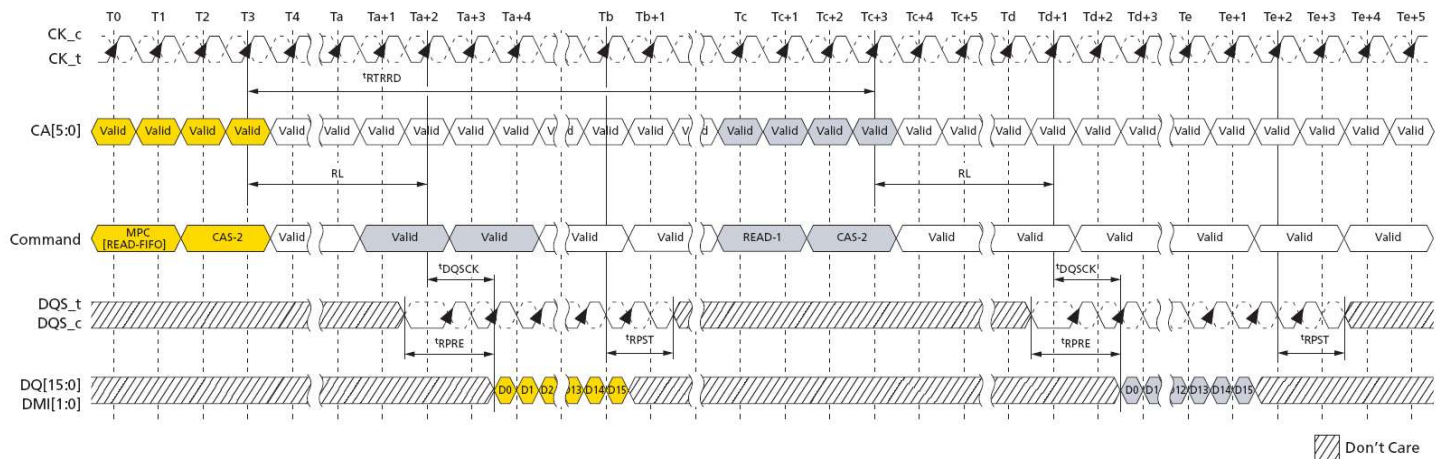 T0 T1 T2 T3 T4 Ta Ta+1 Ta+2 Ta+3 Ta+4 Tb Tb+1 Tc Tc+1 Tc+2 Tc+3 Tc+4 Tc+5 Td Td+1 Td+2 Td+3 Te Te+1 Te+2 Te+3 Te+4 Te+5
CK_c
CK_t
tRTRRD
CA[5:0] Valid Valid Valid Valid Valid Valid Valid Valid Valid Valid Valid Valid Valid Valid Valid Valid Valid Valid Valid Valid Valid Valid Valid Valid Valid Valid Valid
RL RL
Command MPC [READ-FIFO] CAS-2 Valid Valid Valid Valid Valid READ-1 CAS-2 Valid Valid Valid Valid Valid
tDQSCK tDQSCK
DQS_t
DQS_c
tRPRE tRPST tRPRE tRPST
DQ[15:0] D0 D1 D2 D13 D14 D15 D0 D1 D12 D13 D14 D15
DMI[1:0]
Don't Care